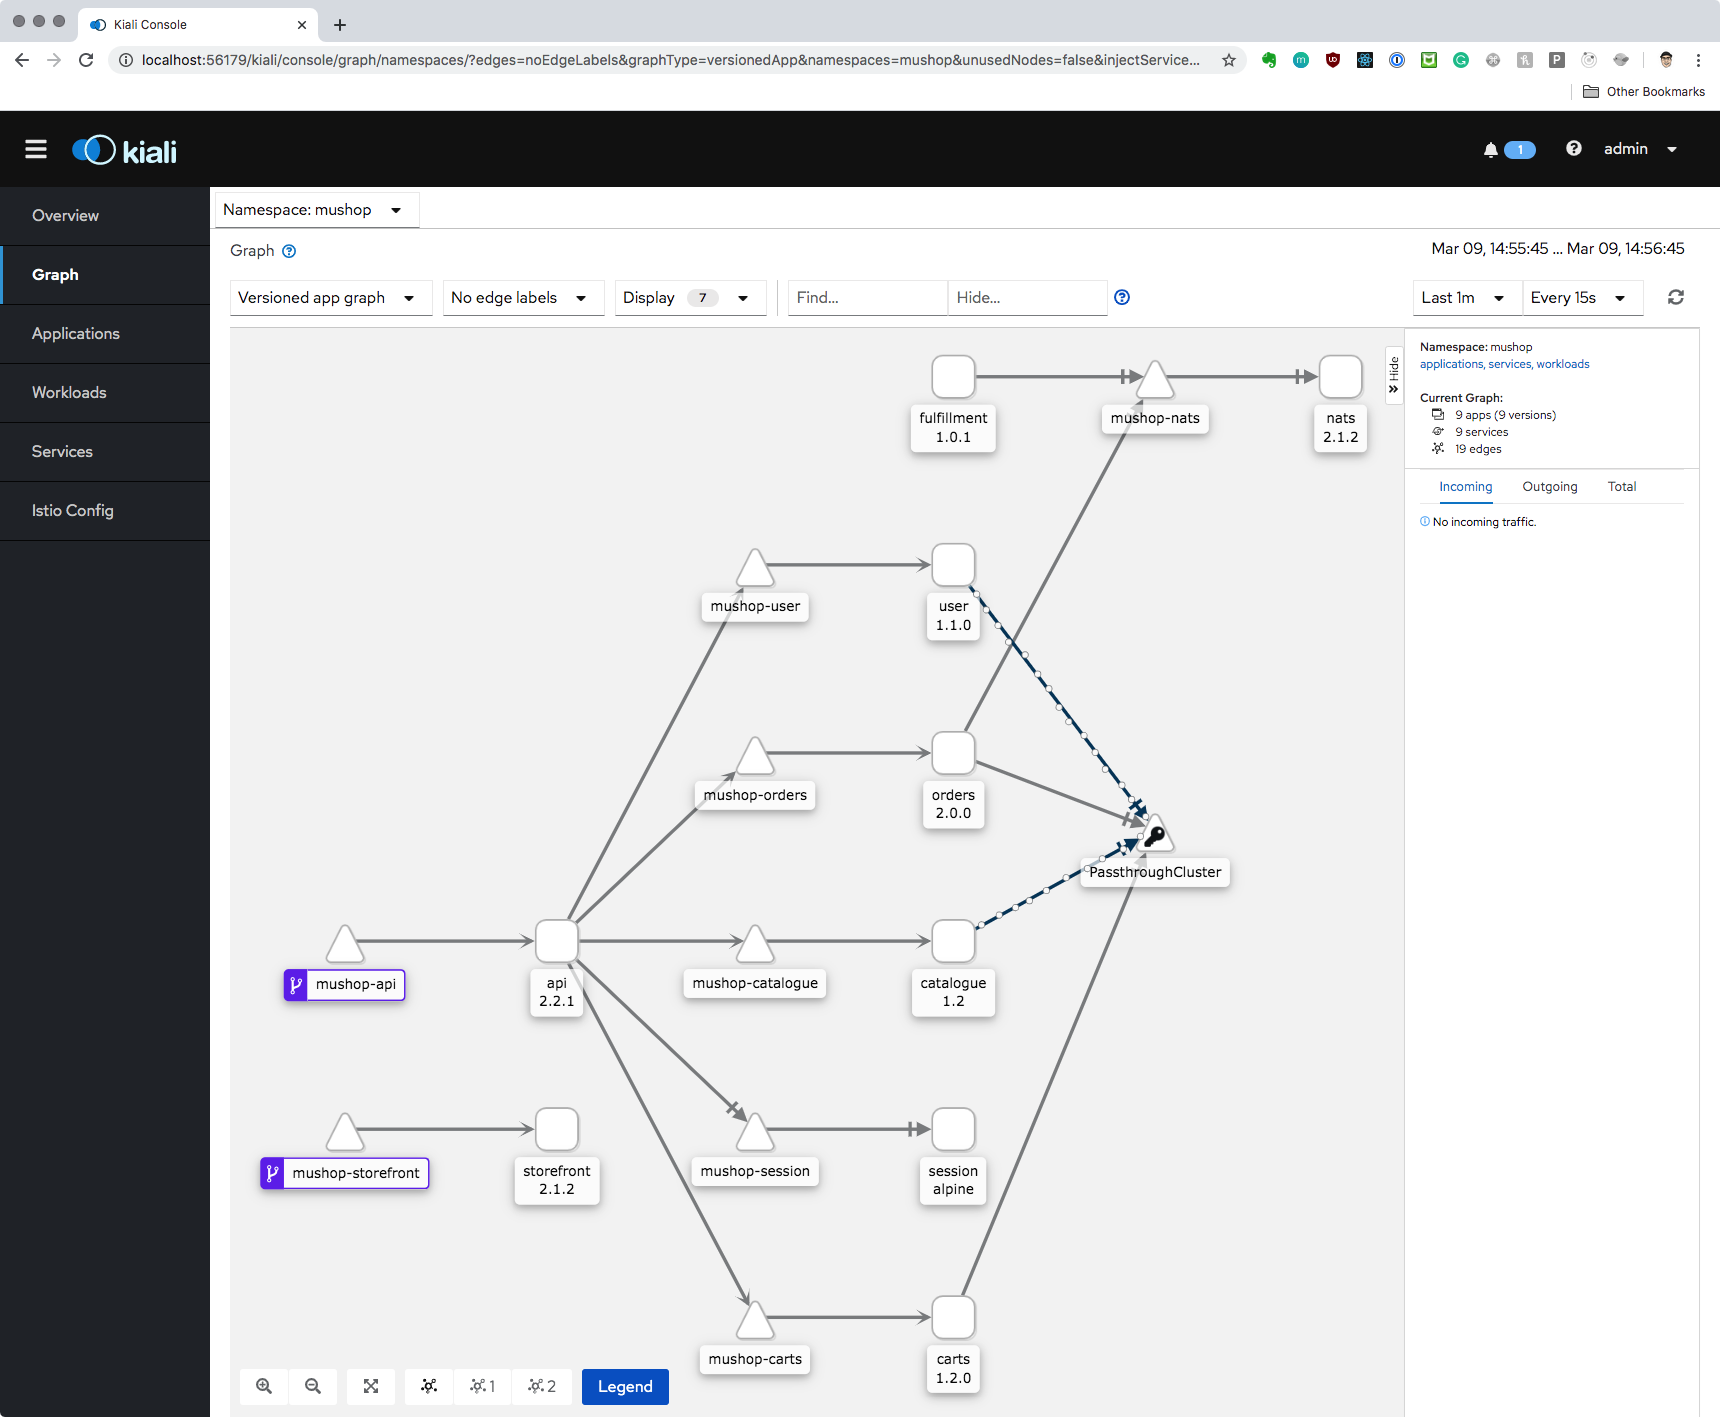 Kiali Console
localhost:56179/kiali/console/graph/namespaces/?edges=noEdgeLabels&graphType=versionedApp&namespaces=mushop&unusedNodes=false&injectService...
Other Bookmarks
kiali
1
admin
Overview
Graph
Applications
Workloads
Services
Istio Config
Namespace: mushop
Graph
Mar 09, 14:55:45 ... Mar 09, 14:56:45
Versioned app graph
No edge labels
Display 7
Find...
Hide...
Last 1m
Every 15s
Hide
Namespace: mushop
applications, services, workloads
Current Graph:
9 apps (9 versions)
9 services
19 edges
Incoming
Outgoing
Total
No incoming traffic.
fulfillment
1.0.1
mushop-nats
nats
2.1.2
mushop-user
user
1.1.0
mushop-orders
orders
2.0.0
PassthroughCluster
mushop-api
api
2.2.1
mushop-catalogue
catalogue
1.2
mushop-storefront
storefront
2.1.2
mushop-session
session
alpine
mushop-carts
carts
1.2.0
1
2
Legend